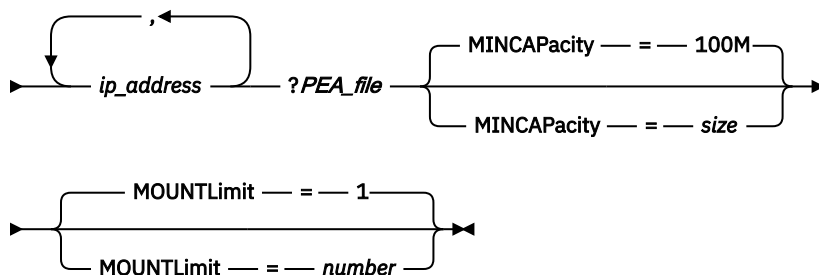 ,
ip_address ?PEA_file
MINCAPacity = 100M
MINCAPacity = size
MOUNTLimit = 1
MOUNTLimit = number